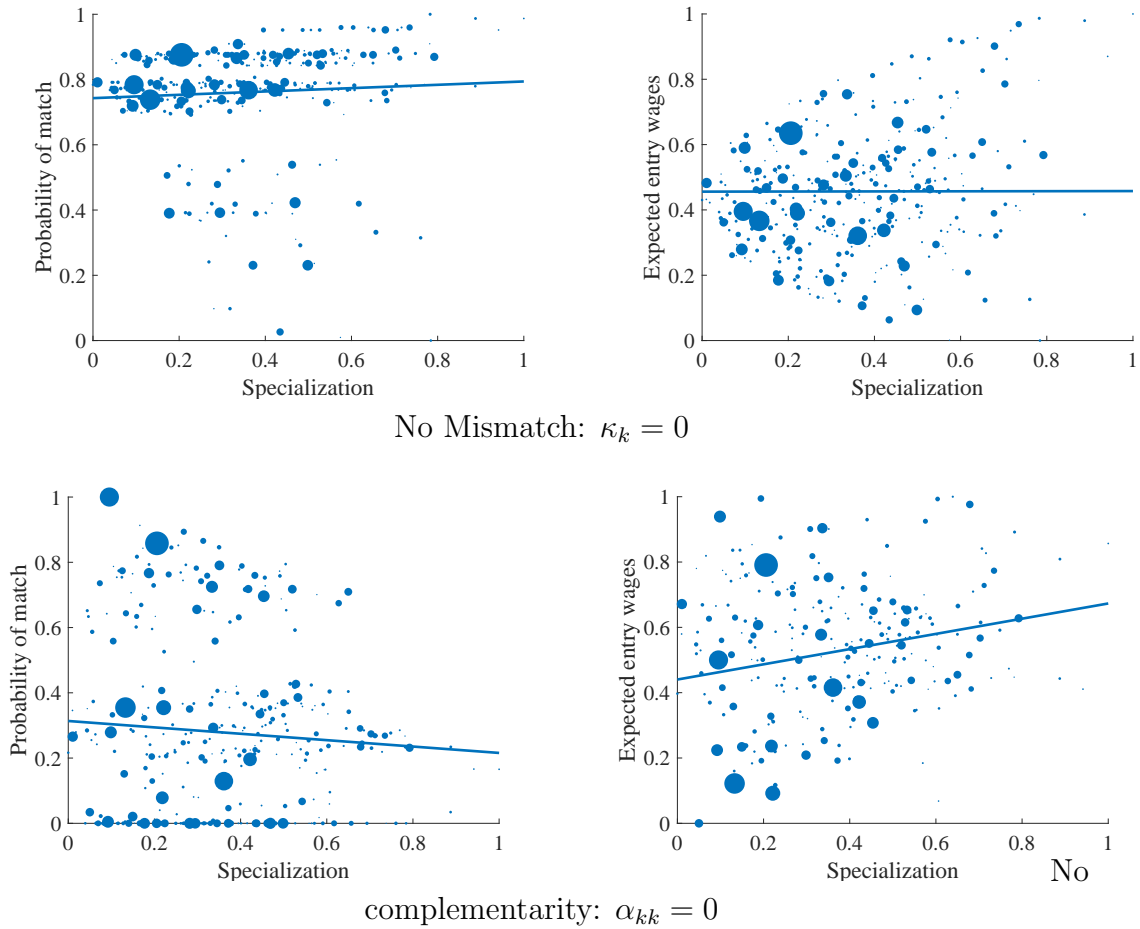 1
0.8
0.6
0.4
0.2
0
Probability of match
0 0.2 0.4 0.6 0.8 1
Specialization
1
0.8
0.6
0.4
0.2
0
Expected entry wages
0 0.2 0.4 0.6 0.8 1
Specialization
No Mismatch: κₖ = 0
1
0.8
0.6
0.4
0.2
0
Probability of match
0 0.2 0.4 0.6 0.8 1
Specialization
1
0.8
0.6
0.4
0.2
0
Expected entry wages
0 0.2 0.4 0.6 0.8 1
Specialization
No
complementarity: αₖₖ = 0